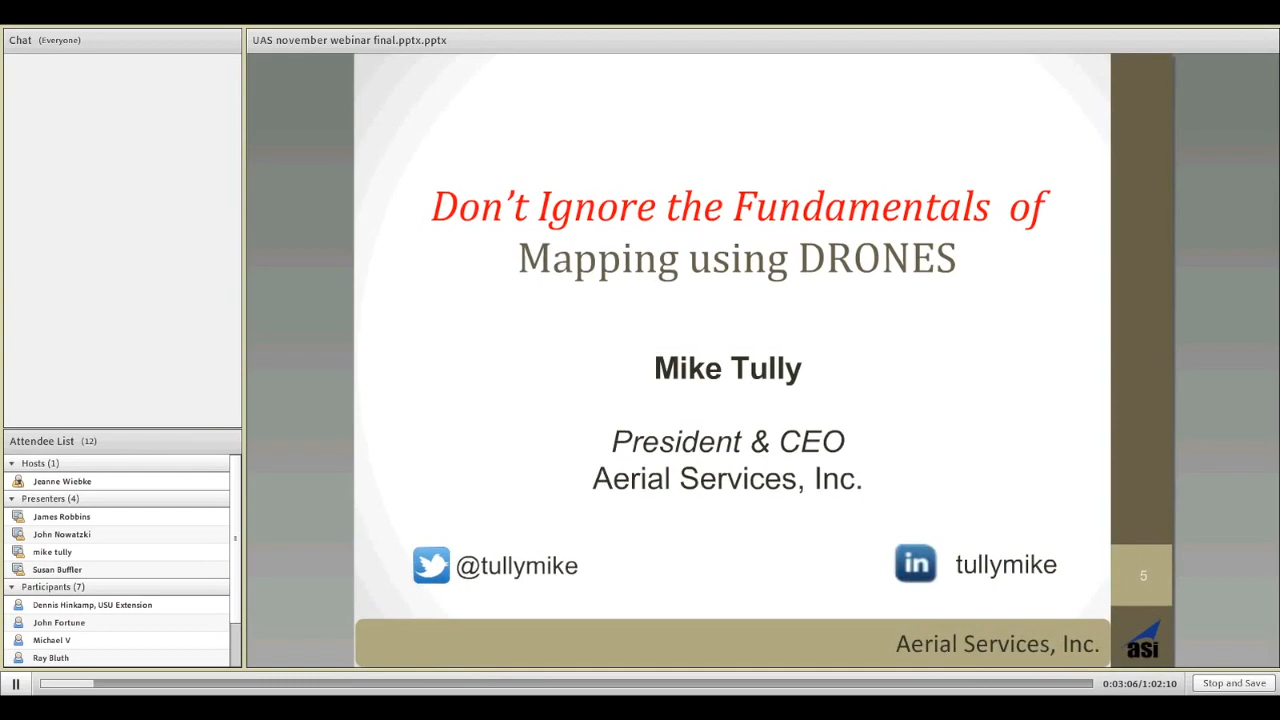 Chat (Everyone)
UAS november webinar final.pptx.pptx
Don't Ignore the Fundamentals of
Mapping using DRONES
Mike Tully
President & CEO
Aerial Services, Inc.
@tullymike
in tullymike
5
Aerial Services, Inc.
asi
Attendee List (12)
Hosts (1)
Jeanne Wiebke
Presenters (4)
James Robbins
John Nowatzki
mike tully
Susan Buffler
Participants (7)
Dennis Hinkamp, USU Extension
John Fortune
Michael V
Ray Bluth
0:03:06/1:02:10
Stop and Save